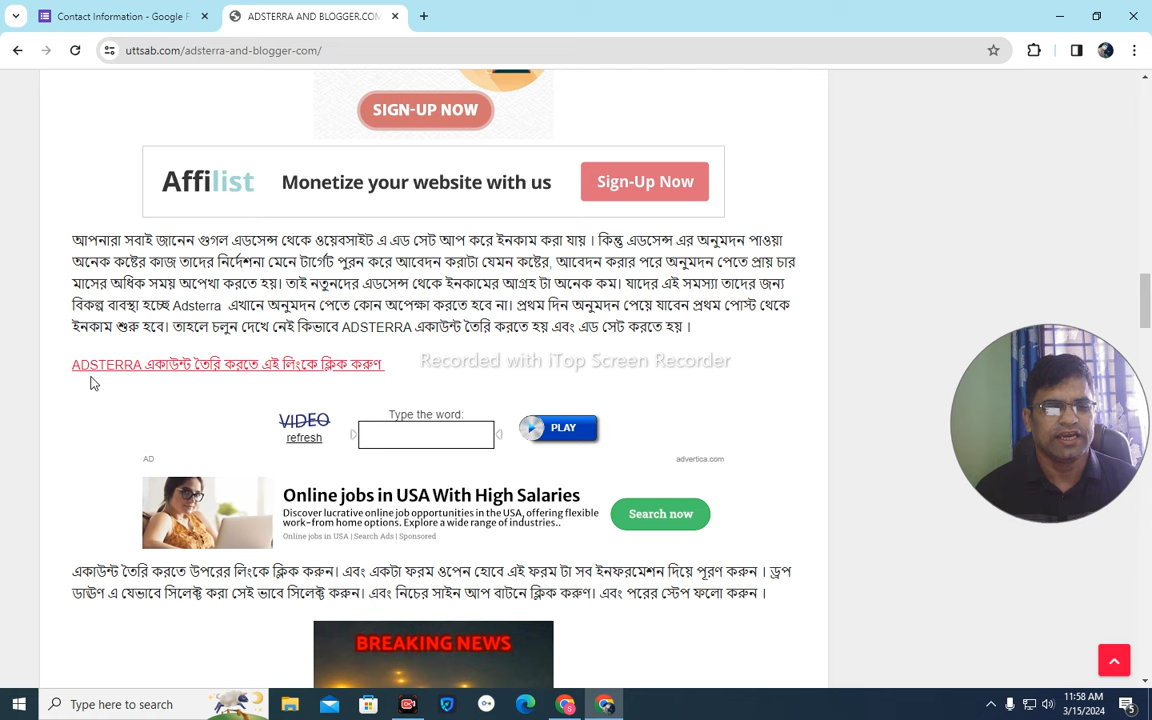 Contact Information - Google F
ADSTERRA AND BLOGGER.COM
uttsab.com/adsterra-and-blogger-com/
SIGN-UP NOW
Affilist
Monetize your website with us
Sign-Up Now
আপনারা সবাই জানেন গুগল এডসেন্স থেকে ওয়েবসাইট এ এড সেট আপ করে ইনকাম করা যায় । কিন্তু এডসেন্স এর অনুমদন পাওয়া
অনেক কষ্টের কাজ তাদের নির্দেশনা মেনে টার্গেট পুরন করে আবেদন করাটা যেমন কষ্টের, আবেদন করার পরে অনুমদন পেতে প্রায় চার
মাসের অধিক সময় অপেখা করতে হয়। তাই নতুনদের এডসেন্স থেকে ইনকামের আগ্রহ টা অনেক কম। যাদের এই সমস্যা তাদের জন্য
বিকল্প বাবস্থা হচ্ছে Adsterra এখানে অনুমদন পেতে কোন অপেক্ষা করতে হবে না। প্রথম দিন অনুমদন পেয়ে যাবেন প্রথম পোস্ট থেকে
ইনকাম শুরু হবে। তাহলে চলুন দেখে নেই কিভাবে ADSTERRA একাউন্ট তৈরি করতে হয় এবং এড সেট করতে হয় ।
ADSTERRA একাউন্ট তৈরি করতে এই লিংকে ক্লিক করুণ
Recorded with iTop Screen Recorder
VIDEO
refresh
Type the word:
PLAY
AD
advertica.com
Online jobs in USA With High Salaries
Discover lucrative online job opportunities in the USA, offering flexible
work-from home options. Explore a wide range of industries..
Online jobs in USA | Search Ads | Sponsored
Search now
একাউন্ট তৈরি করতে উপরের লিংকে ক্লিক করুন। এবং একটা ফরম ওপেন হোবে এই ফরম টা সব ইনফরমেশন দিয়ে পূরণ করুন । ড্রপ
ডাঊণ এ যেভাবে সিলেক্ট করা সেই ভাবে সিলেক্ট করুন। এবং নিচের সাইন আপ বাটনে ক্লিক করুণ। এবং পরের স্টেপ ফলো করুন ।
BREAKING NEWS
Type here to search
11:58 AM
3/15/2024
5